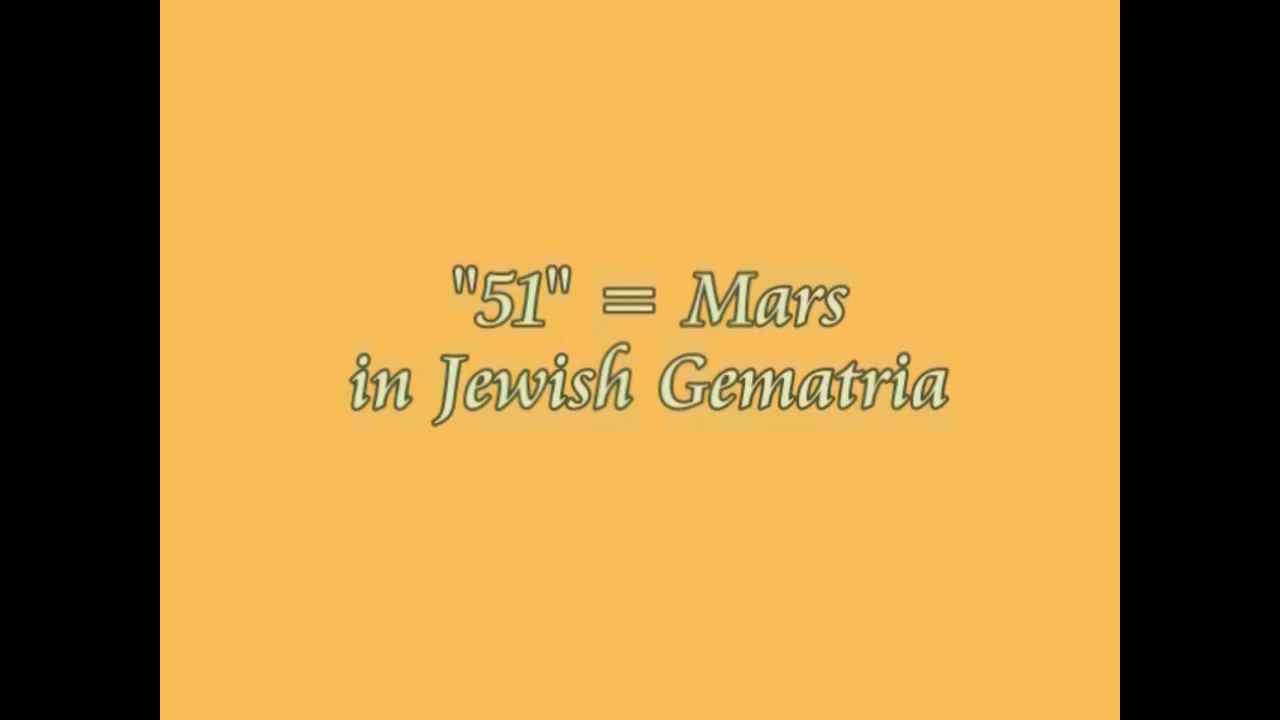 "51" = Mars
in Jewish Gematria